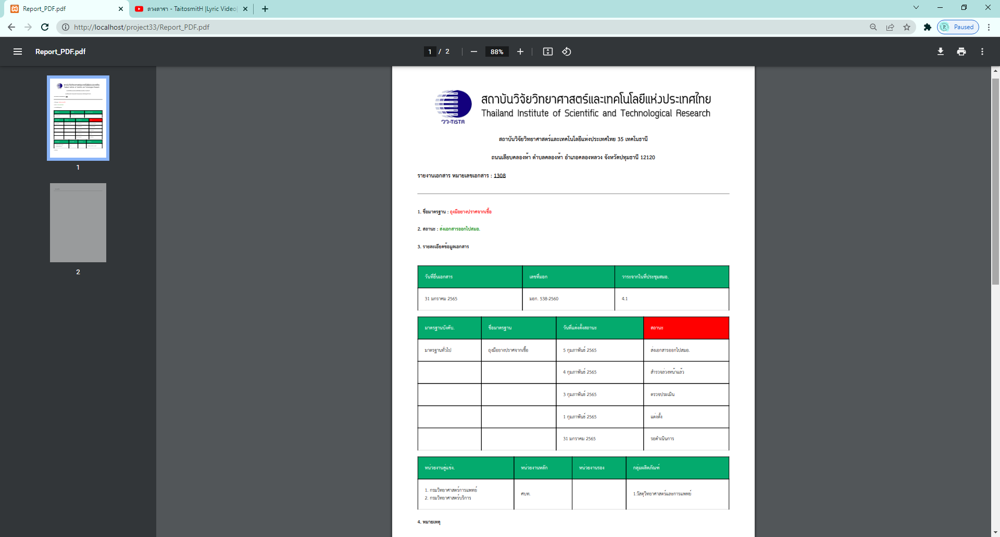 Report_PDF.pdf
ดวงดารา - TaitosmitH |Lyric Video|
http://localhost/project33/Report_PDF.pdf
Paused
Report_PDF.pdf
1 / 2
88%
1
2
สถาบันวิจัยวิทยาศาสตร์และเทคโนโลยีแห่งประเทศไทย
Thailand Institute of Scientific and Technological Research
วว•TISTR
สถาบันวิจัยวิทยาศาสตร์และเทคโนโลยีแห่งประเทศไทย 35 เทคโนธานี
ถนนเลียบคลองห้า ตำบลคลองห้า อำเภอคลองหลวง จังหวัดปทุมธานี 12120
รายงานเอกสาร หมายเลขเอกสาร : 1308
1. ชื่อมาตรฐาน : ถุงมือยางปราศจากเชื้อ
2. สถานะ : ส่งเอกสารออกไปสมอ.
3. รายละเอียดข้อมูลเอกสาร
วันที่ยื่นเอกสาร เลขที่มอก วาระจากในที่ประชุมสมอ.
31 มกราคม 2565 มอก. 538-2560 4.1
มาตรฐานบังคับ. ชื่อมาตรฐาน วันที่แต่งตั้งสถานะ สถานะ
มาตรฐานทั่วไป ถุงมือยางปราศจากเชื้อ 5 กุมภาพันธ์ 2565 ส่งเอกสารออกไปสมอ.
4 กุมภาพันธ์ 2565 สำรวจล่วงหน้าแล้ว
3 กุมภาพันธ์ 2565 ตรวจประเมิน
1 กุมภาพันธ์ 2565 แต่งตั้ง
31 มกราคม 2565 รอดำเนินการ
หน่วยงานคู่แข่ง. หน่วยงานหลัก หน่วยงานรอง กลุ่มผลิตภัณฑ์
1. กรมวิทยาศาสตร์การแพทย์
2. กรมวิทยาศาสตร์บริการ
ศบท.
1.วัสดุวิทยาศาสตร์และการแพทย์
4. หมายเหตุ